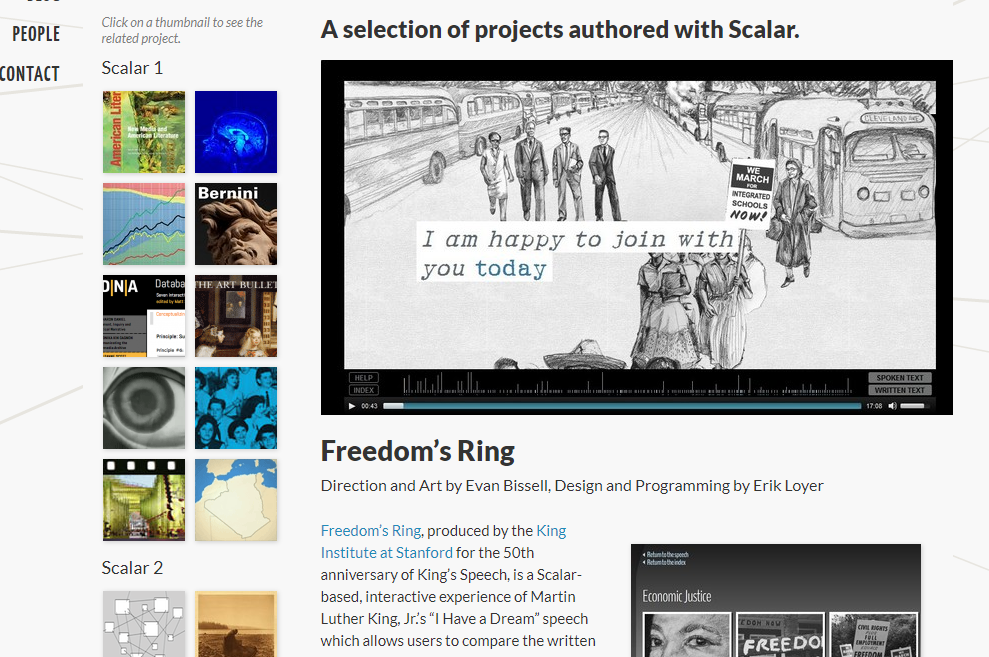 PEOPLE
CONTACT
Click on a thumbnail to see the
related project.
Scalar 1
American Liter
New Media and
American Literature
Bernini
D|N|A
Databa
THE ART BULLET
Scalar 2
A selection of projects authored with Scalar.
CLEVELAND AVE
WE
MARCH
FOR
INTEGRATED
SCHOOLS
NOW!
I am happy to join with
you today
HELP
INDEX
SPOKEN TEXT
WRITTEN TEXT
00:43
17:08
Freedom’s Ring
Direction and Art by Evan Bissell, Design and Programming by Erik Loyer
Freedom’s Ring, produced by the King
Institute at Stanford for the 50th
anniversary of King’s Speech, is a Scalar-
based, interactive experience of Martin
Luther King, Jr.’s “I Have a Dream” speech
which allows users to compare the written
Return to the speech
Return to the index
Economic Justice
FREEDO
CIVIL RIGHTS
FULL
EMPLOYMENT
FREEDOM